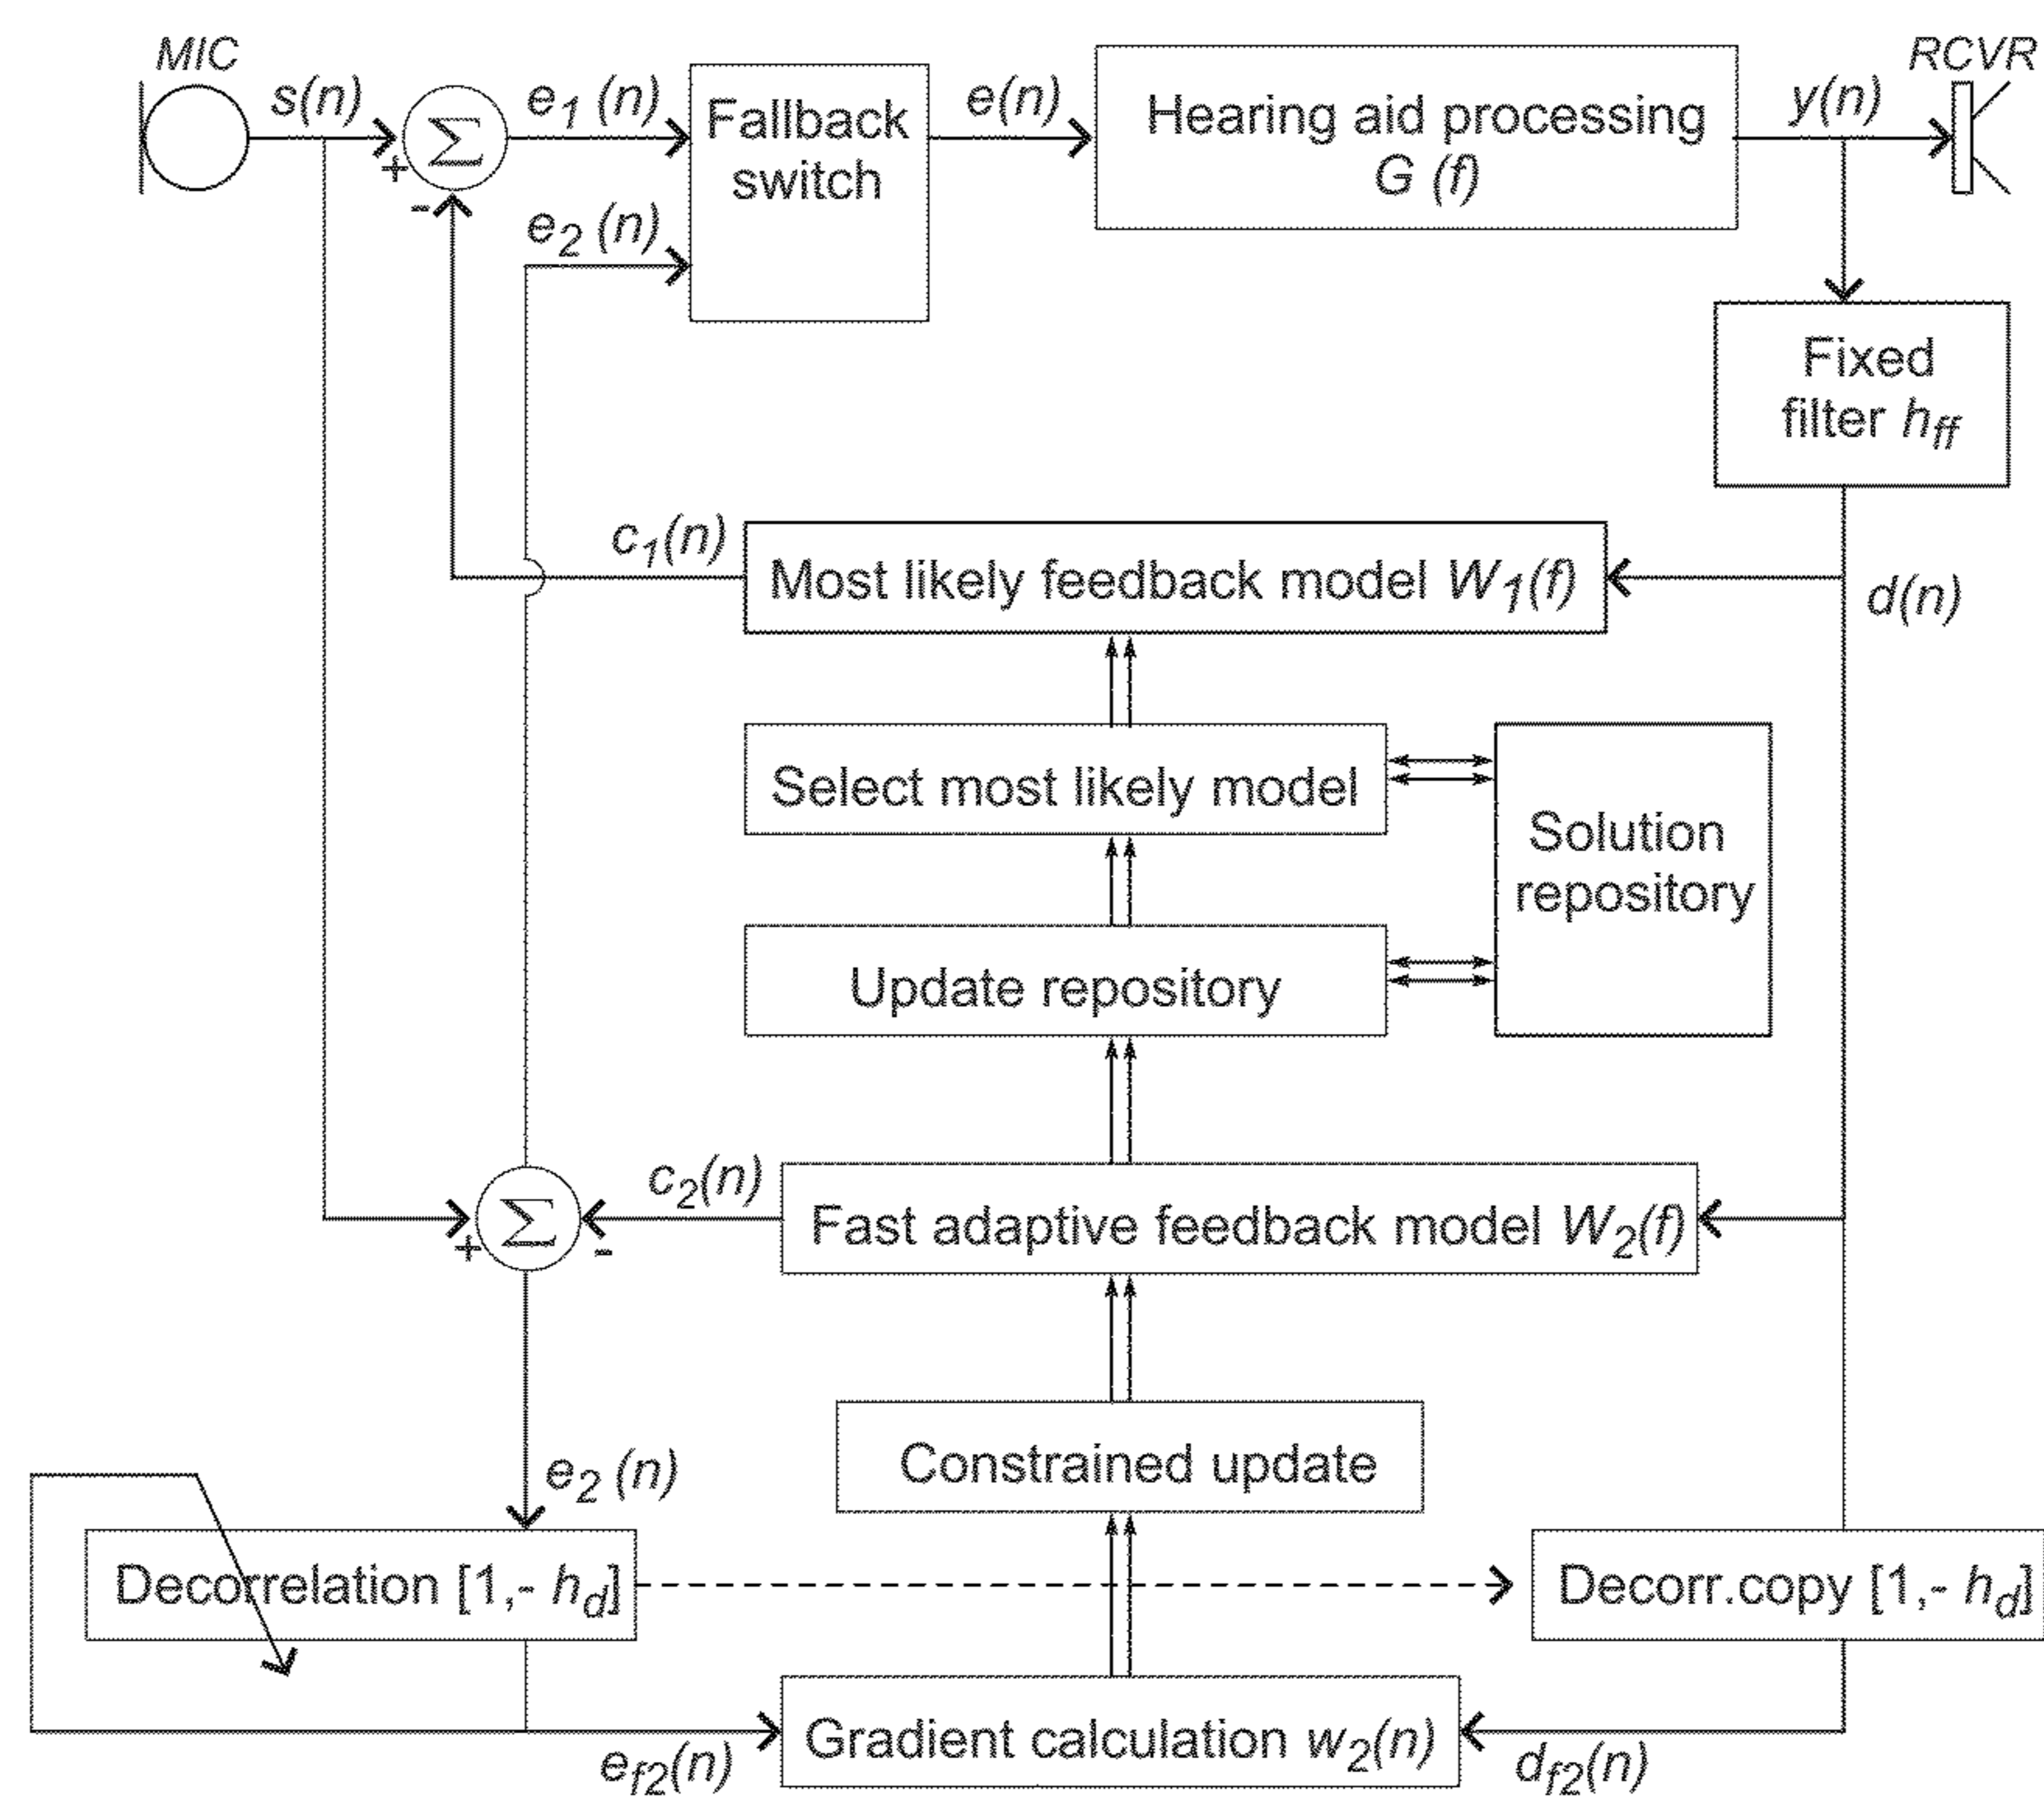 MIC
s(n)
+
-
Σ
e1 (n)
e2 (n)
Fallback
switch
e(n)
Hearing aid processing
G (f)
y(n)
RCVR
Fixed
filter hff
c1(n)
Most likely feedback model W1(f)
d(n)
Select most likely model
Solution
repository
Update repository
c2(n)
Σ
+
-
Fast adaptive feedback model W2(f)
Constrained update
e2 (n)
Decorrelation [1,- hd]
Decorr.copy [1,- hd]
Gradient calculation w2(n)
ef2(n)
df2(n)